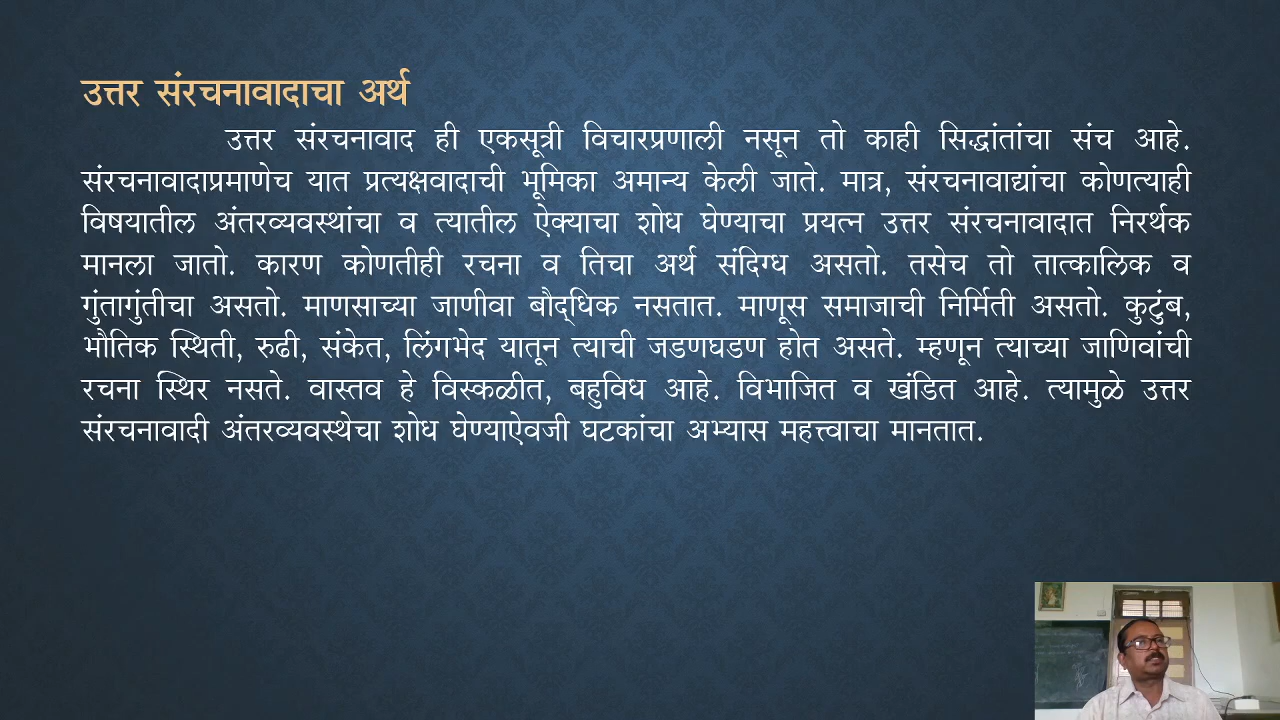 उत्तर संरचनावादाचा अर्थ
उत्तर संरचनावाद ही एकसूत्री विचारप्रणाली नसून तो काही सिद्धांतांचा संच आहे.
संरचनावादाप्रमाणेच यात प्रत्यक्षवादाची भूमिका अमान्य केली जाते. मात्र, संरचनावाद्यांचा कोणत्याही
विषयातील अंतरव्यवस्थांचा व त्यातील ऐक्याचा शोध घेण्याचा प्रयत्न उत्तर संरचनावादात निरर्थक
मानला जातो. कारण कोणतीही रचना व तिचा अर्थ संदिग्ध असतो. तसेच तो तात्कालिक व
गुंतागुंतीचा असतो. माणसाच्या जाणीवा बौद्‌धिक नसतात. माणूस समाजाची निर्मिती असतो. कुटुंब,
भौतिक स्थिती, रुढी, संकेत, लिंगभेद यातून त्याची जडणघडण होत असते. म्हणून त्याच्या जाणिवांची
रचना स्थिर नसते. वास्तव हे विस्कळीत, बहुविध आहे. विभाजित व खंडित आहे. त्यामुळे उत्तर
संरचनावादी अंतरव्यवस्थेचा शोध घेण्याऐवजी घटकांचा अभ्यास महत्त्वाचा मानतात.